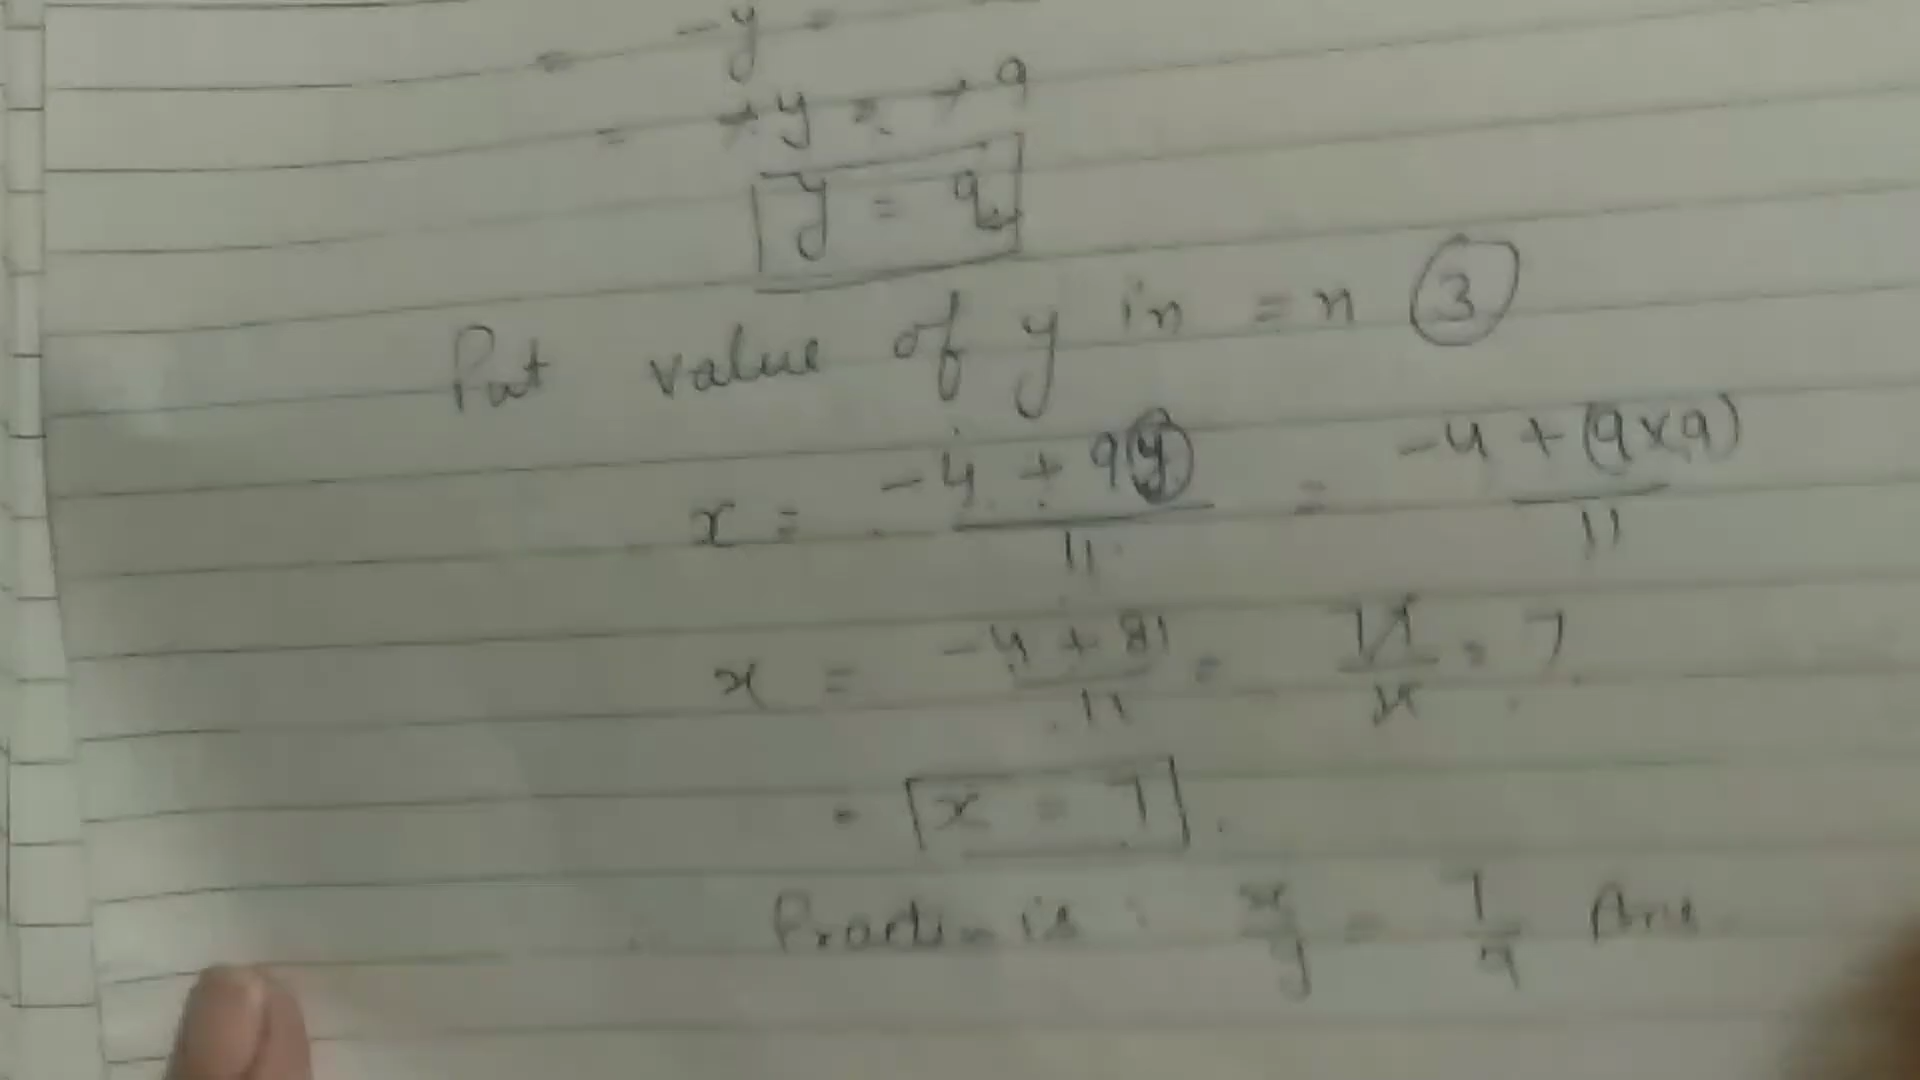 = -y =
= -y = -9
y = 9
Put value of y in =n 3
x = -4 + 9y / 11 = -4 + (9x9) / 11
x = -4 + 81 / 11 = 77 / 11 = 7
x = 7
Fraction is : x/y = 7/9 Ans